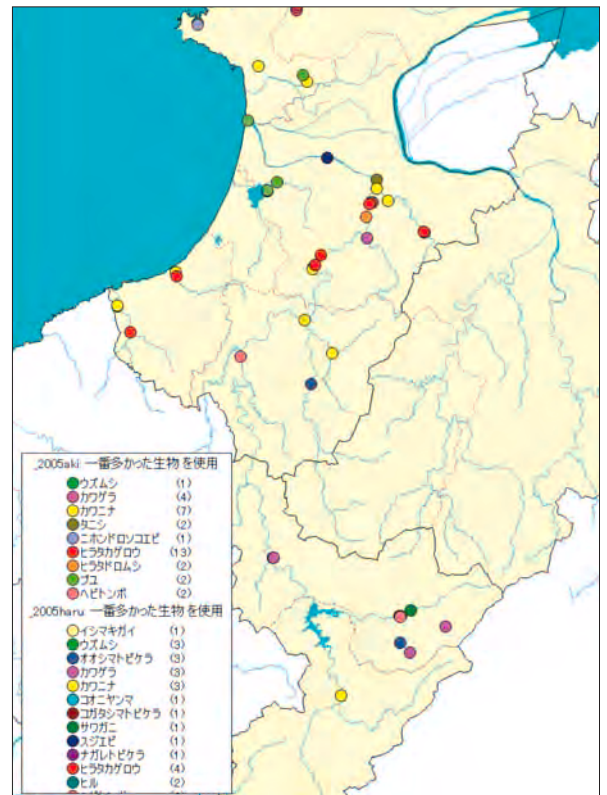 _2005aki: 一番多かった生物 を使用
ウズムシ (1)
カワゲラ (4)
カワニナ (7)
タニシ (2)
ニホンドロソコエビ (1)
ヒラタカゲロウ (13)
ヒラタドロムシ (2)
ブユ (2)
ヘビトンボ (2)
_2005haru: 一番多かった生物 を使用
イシマキガイ (1)
ウズムシ (3)
オオシマトビケラ (3)
カワゲラ (3)
カワニナ (3)
コオニヤンマ (1)
コガタシマトビケラ (1)
サワガニ (1)
スジエビ (1)
ナガレトビケラ (1)
ヒラタカゲロウ (4)
ヒル (2)